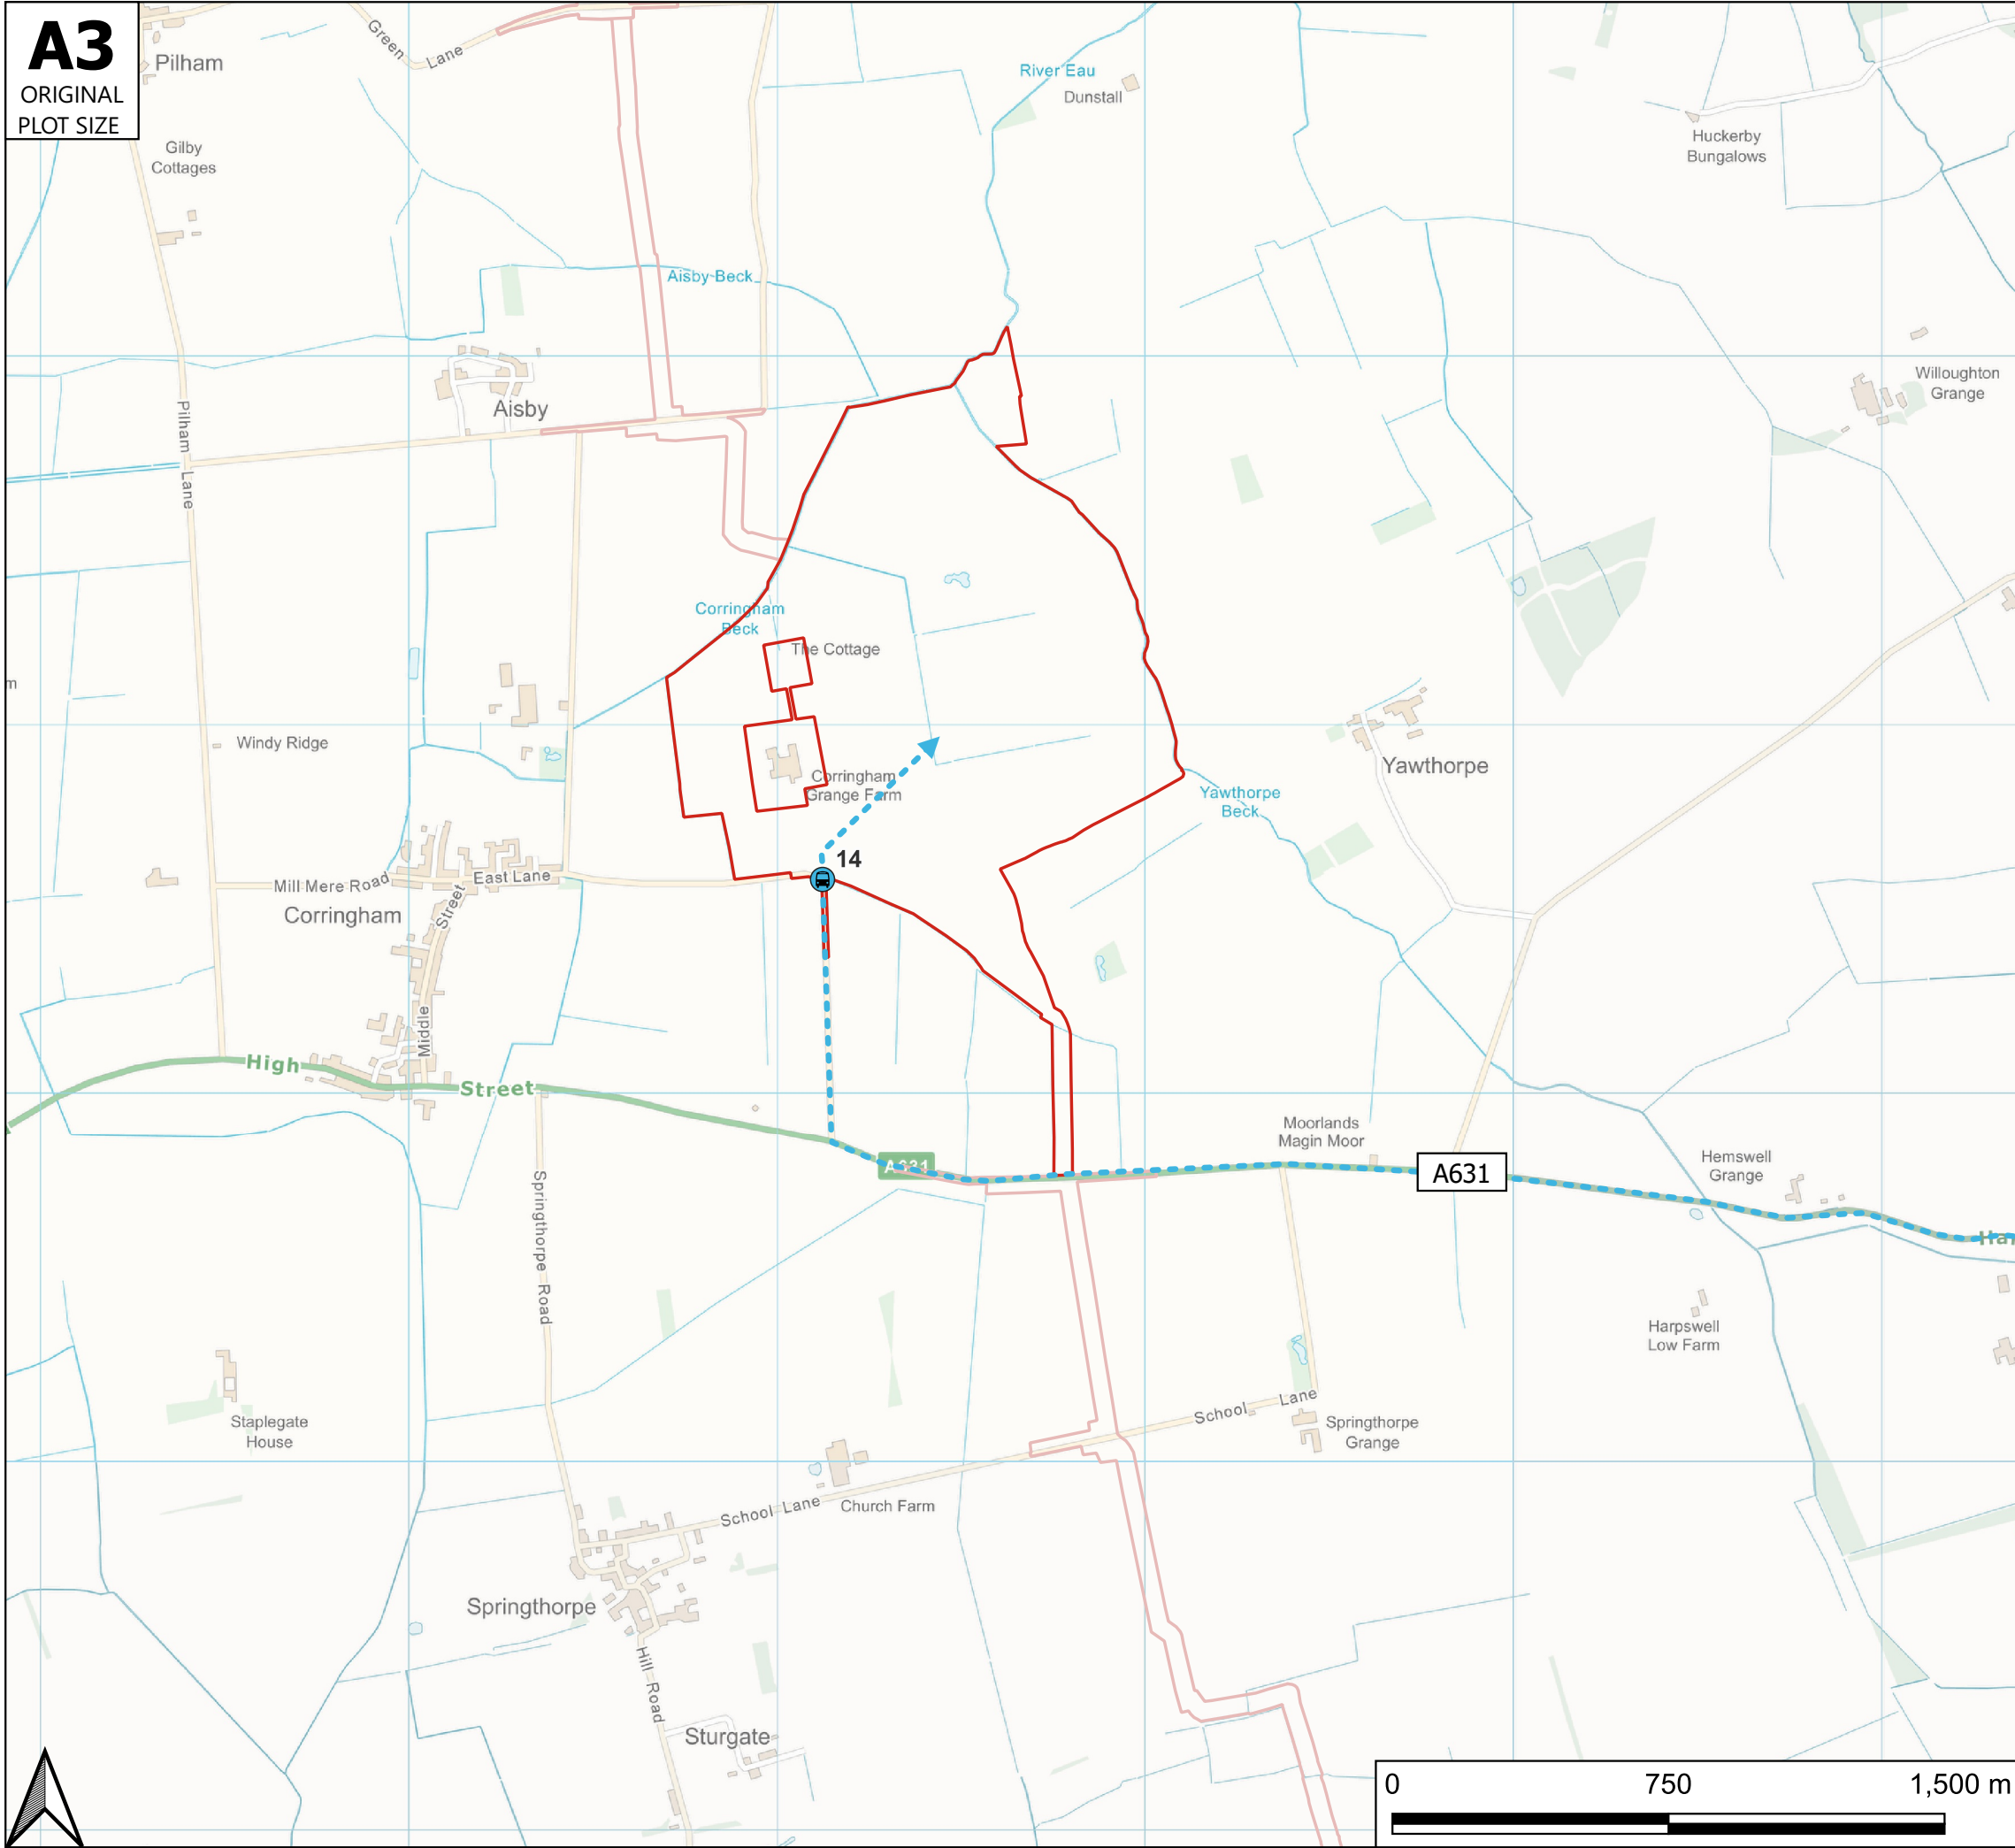 A3
ORIGINAL
PLOT SIZE
Pilham
Green Lane
River Eau
Dunstall
Huckerby
Bungalows
Gilby
Cottages
Aisby Beck
Willoughton
Grange
Aisby
Pilham Lane
Corringham
Beck
The Cottage
m
Windy Ridge
Corringham
Grange Farm
Yawthorpe
Yawthorpe
Beck
14
Mill Mere Road
East Lane
Corringham
Middle Street
High Street
A631
Moorlands
Magin Moor
A631
Hemswell
Grange
Har
Springthorpe Road
Harpswell
Low Farm
School Lane
Springthorpe
Grange
Staplegate
House
School Lane
Church Farm
Springthorpe
Hill Road
Sturgate
0 750 1,500 m